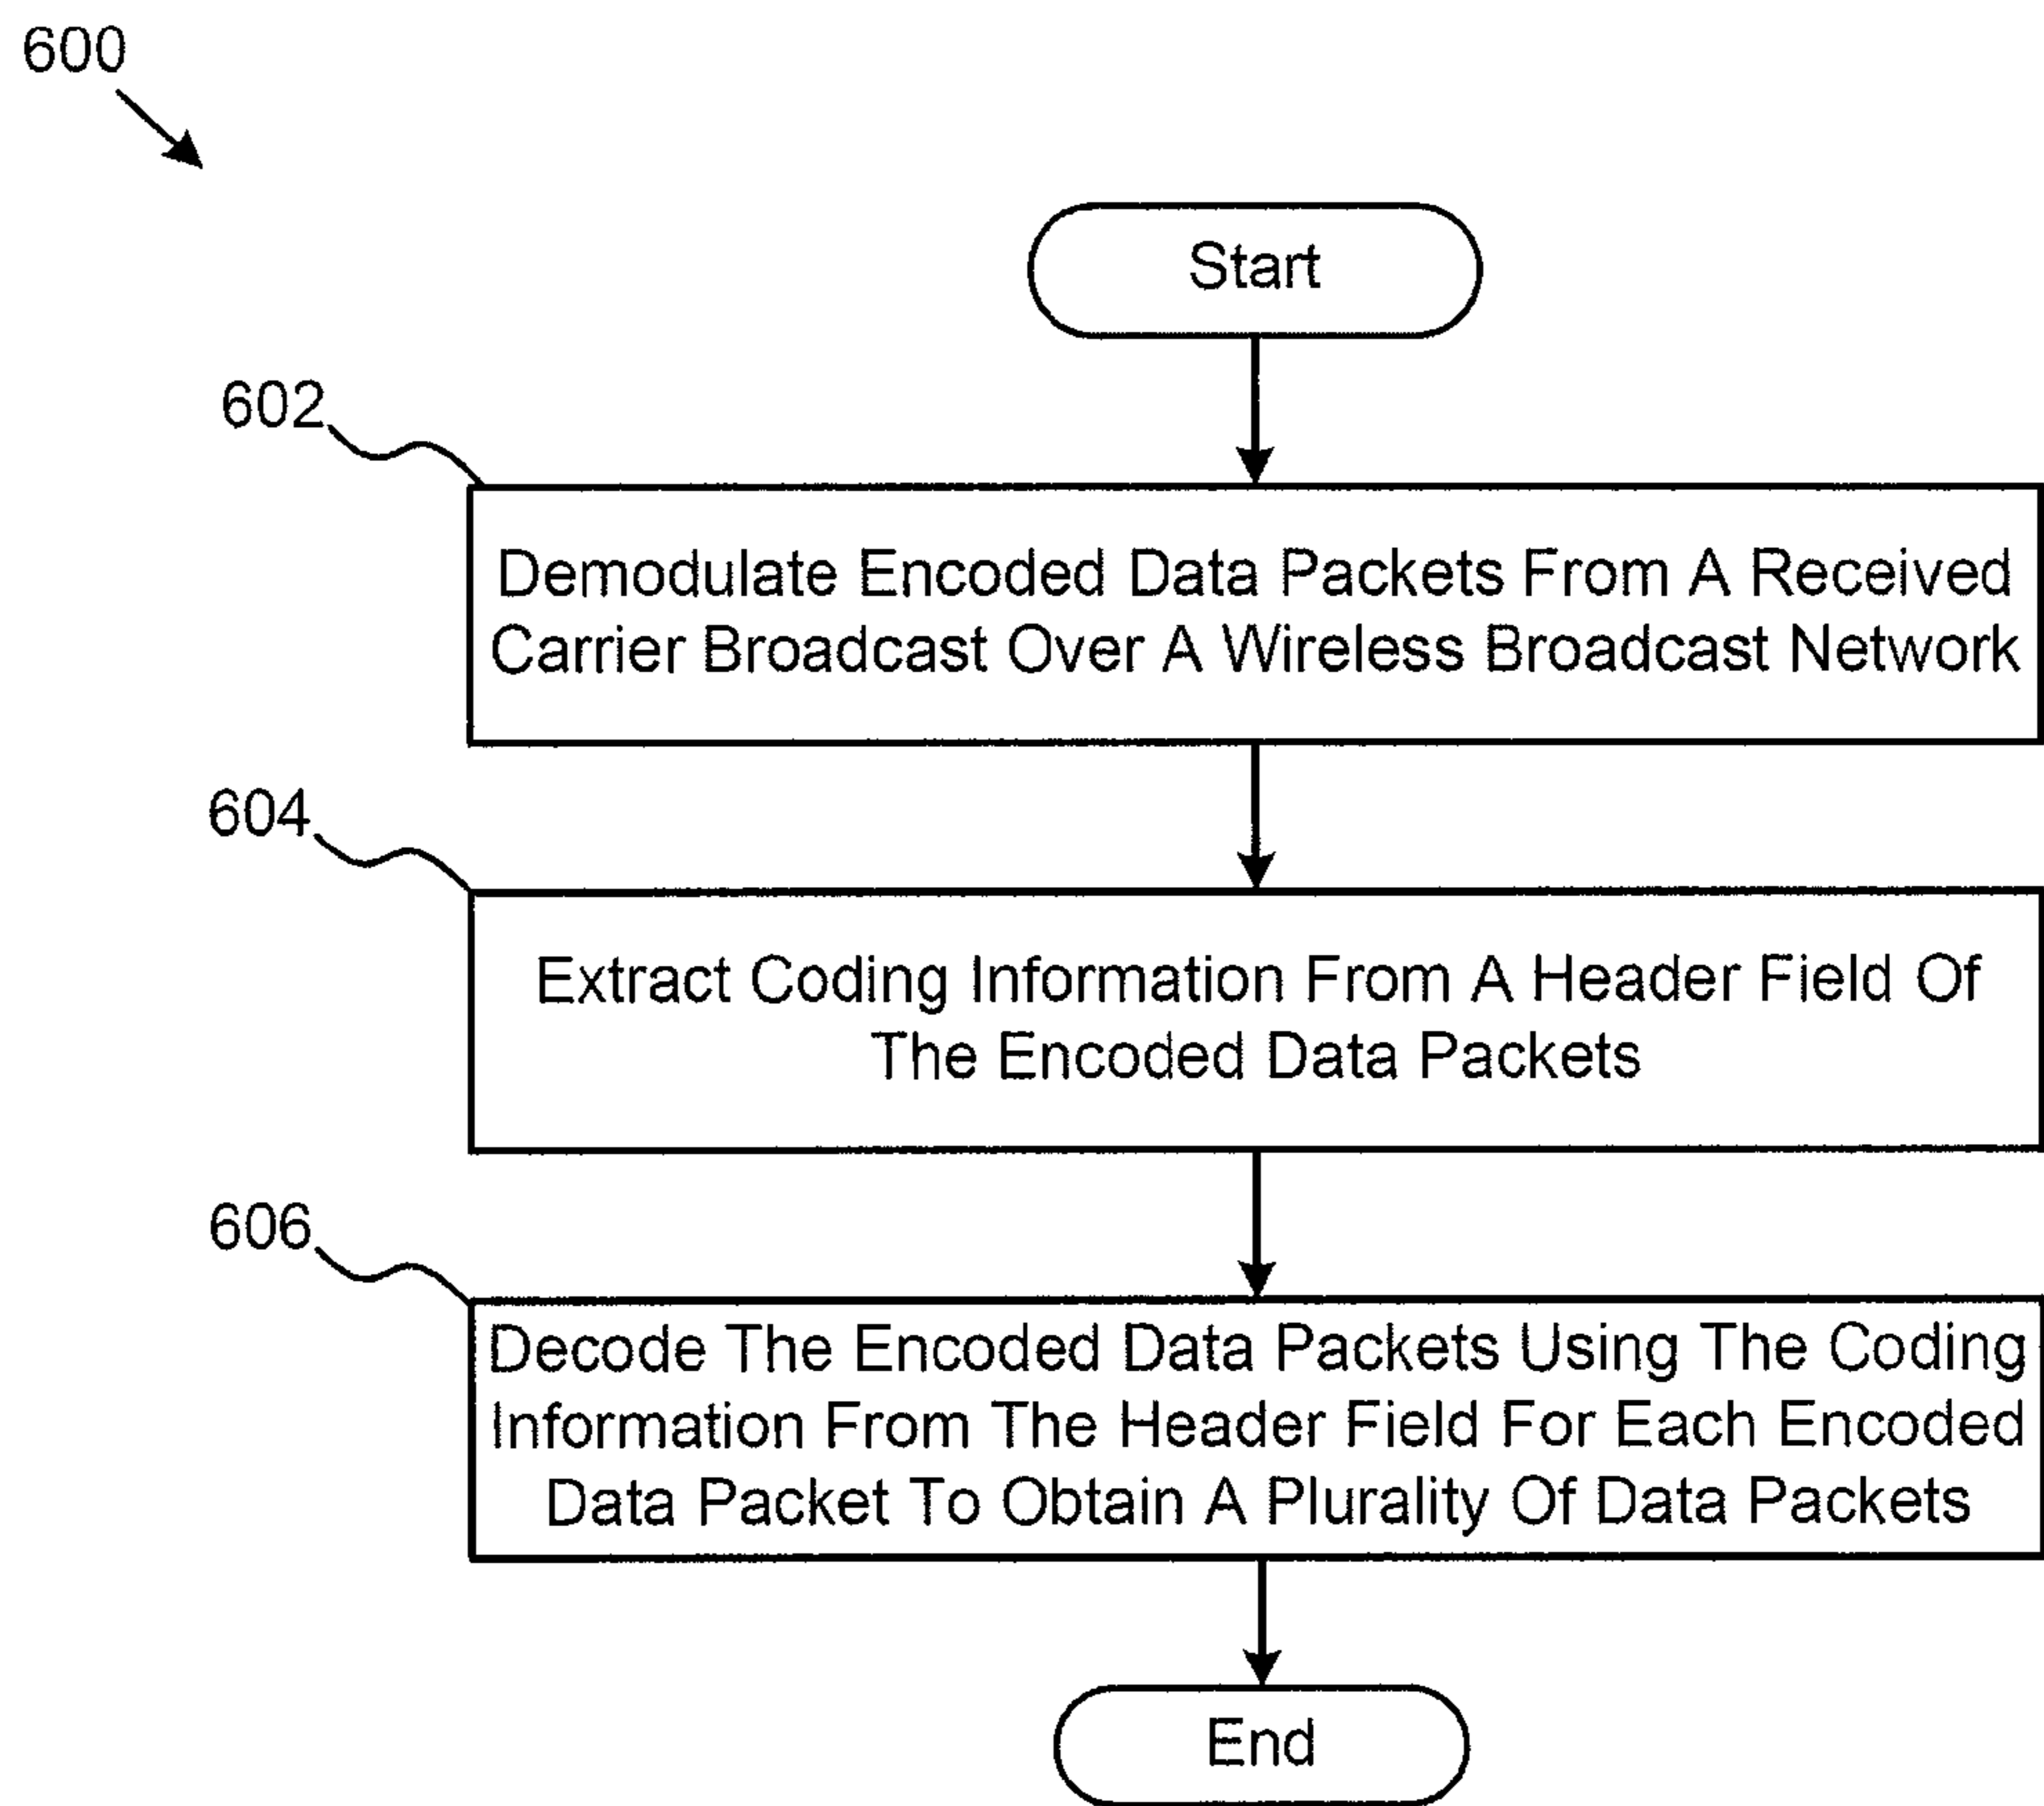 600
Start
602
Demodulate Encoded Data Packets From A Received
Carrier Broadcast Over A Wireless Broadcast Network
604
Extract Coding Information From A Header Field Of
The Encoded Data Packets
606
Decode The Encoded Data Packets Using The Coding
Information From The Header Field For Each Encoded
Data Packet To Obtain A Plurality Of Data Packets
End